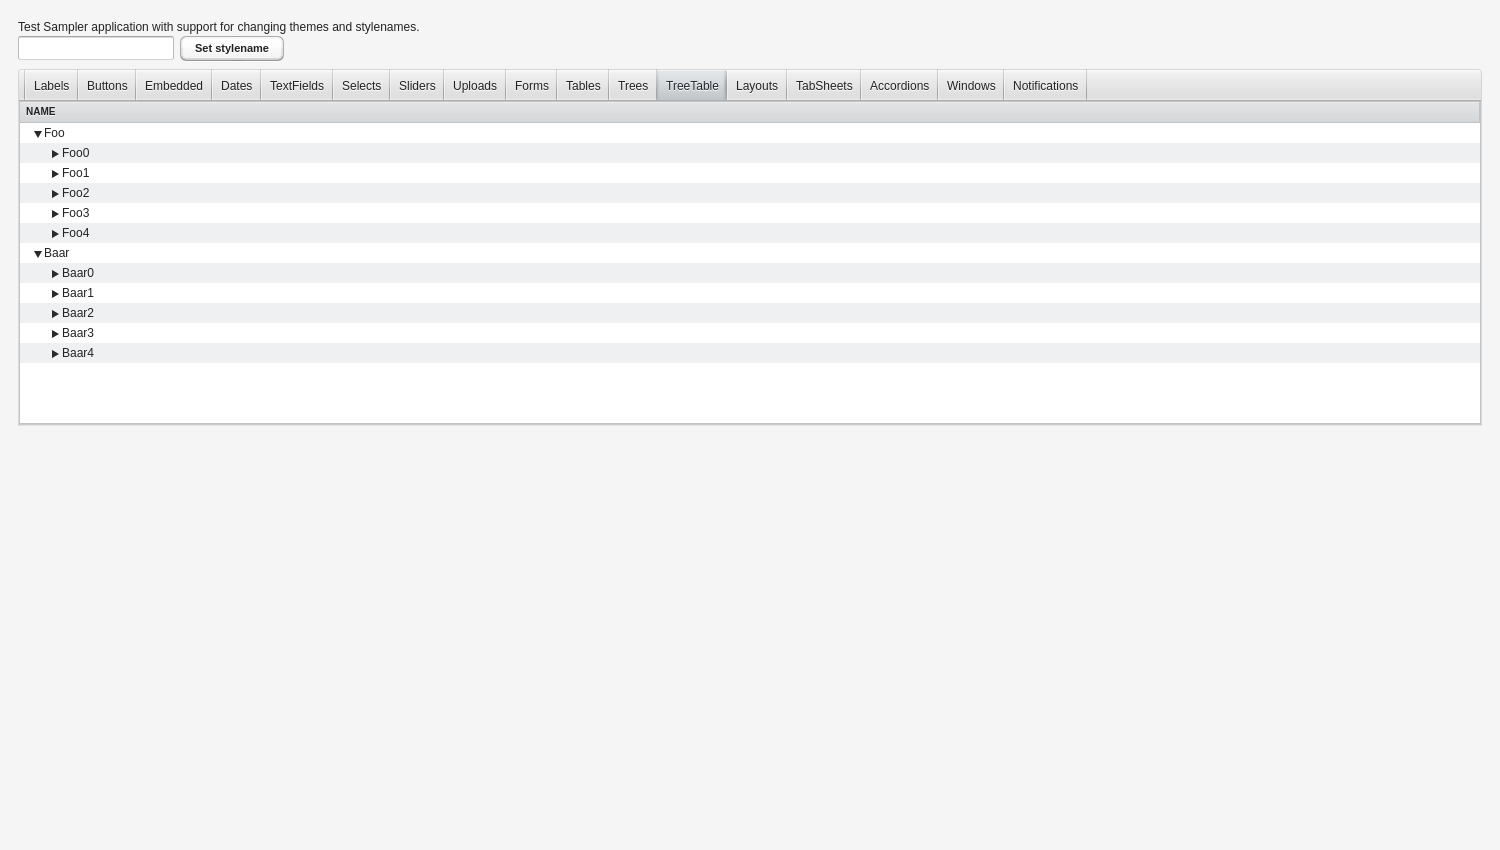 Test Sampler application with support for changing themes and stylenames.
Set stylename
Labels Buttons Embedded Dates TextFields Selects Sliders Uploads Forms Tables Trees TreeTable Layouts TabSheets Accordions Windows Notifications
NAME
Foo
Foo0
Foo1
Foo2
Foo3
Foo4
Baar
Baar0
Baar1
Baar2
Baar3
Baar4